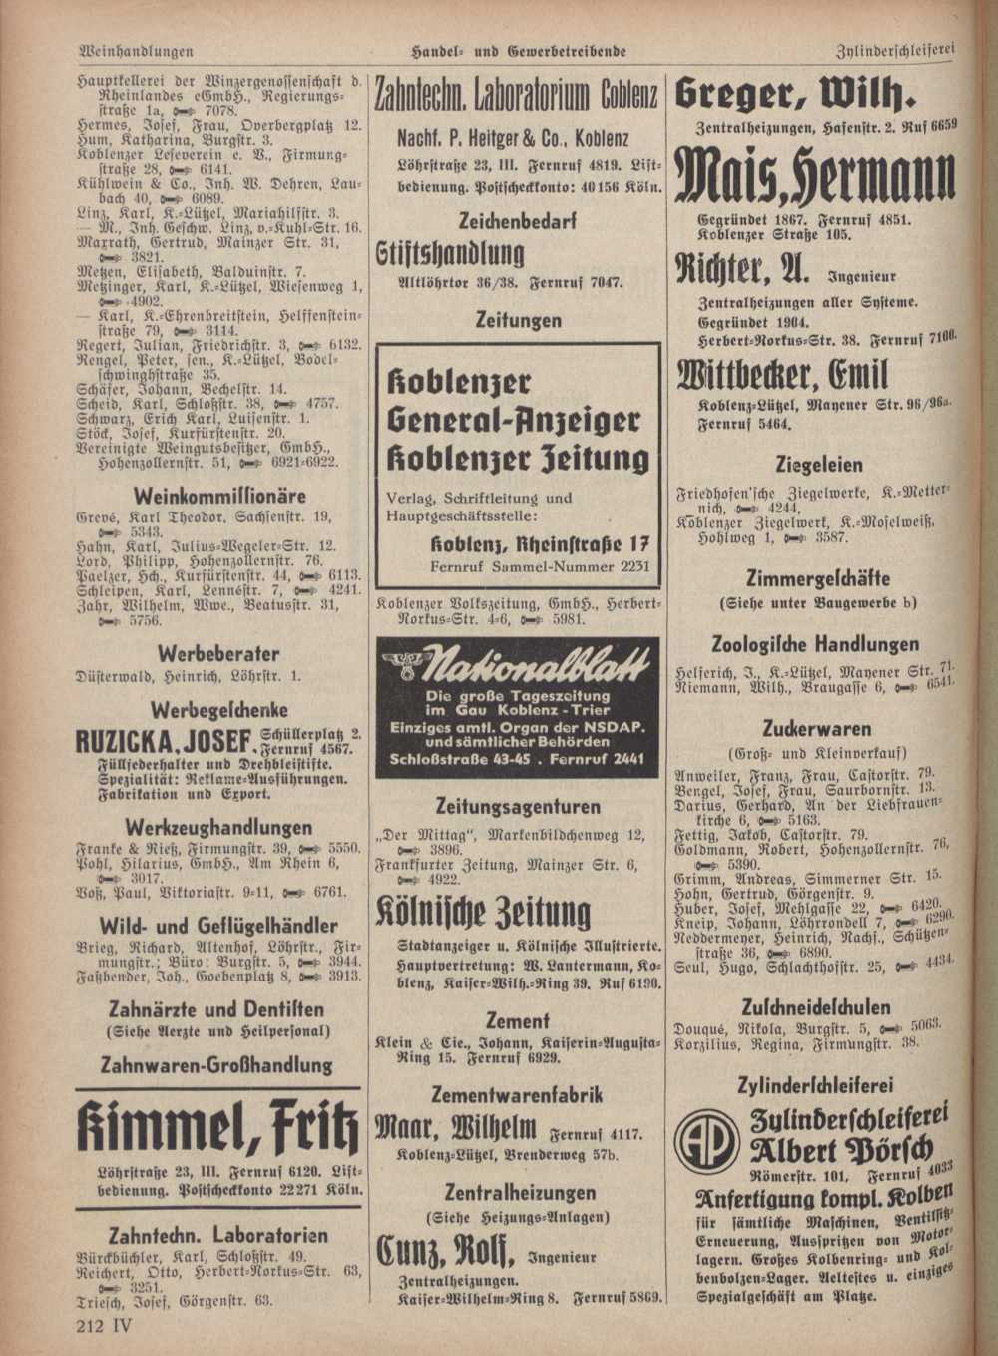 Weinhandlungen
Handel- und Gewerbetreibende
Zylinderschleiferei
Hauptkellerei der Winzergenossenschaft d.
Rheinlandes eGmbH., Regierungs-
straße 1a, 7078.
Hermes, Josef, Frau, Overbergplatz 12.
Hum, Katharina, Burgstr. 3.
Koblenzer Leseverein e. V., Firmung-
straße 28, 6141.
Kühlwein & Co., Inh. W. Dehren, Lau-
bach 40, 6089.
Linz, Karl, K.-Lützel, Mariahilfstr. 3.
— M., Inh. Geschw. Linz, v.-Kuhl-Str. 16.
Maxrath, Gertrud, Mainzer Str. 31,
3821.
Metzen, Elisabeth, Balduinstr. 7.
Metzinger, Karl, K.-Lützel, Wiesenweg 1,
4902.
— Karl, K.-Ehrenbreitstein, Helffenstein-
straße 79, 3114.
Regert, Julian, Friedrichstr. 3, 6132.
Rengel, Peter, sen., K.-Lützel, Bodel-
schwinghstraße 35.
Schäfer, Johann, Bechelstr. 14.
Scheid, Karl, Schloßstr. 38, 4757.
Schwarz, Erich Karl, Luisenstr. 1.
Stöck, Josef, Kurfürstenstr. 20.
Vereinigte Weingutsbesitzer, GmbH.,
Hohenzollernstr. 51, 6921-6922.
Weinkommissionäre
Grevé, Karl Theodor, Sachsenstr. 19,
5343.
Hahn, Karl, Julius-Wegeler-Str. 12.
Lord, Philipp, Hohenzollernstr. 76.
Paelzer, Hch., Kurfürstenstr. 44, 6113.
Schleipen, Karl, Lennéstr. 7, 4241.
Zahr, Wilhelm, Wwe., Beatusstr. 31,
5756.
Werbeberater
Düsterwald, Heinrich, Löhrstr. 1.
Werbegeschenke
RUZICKA, JOSEF, Schüllerplatz 2.
Fernruf 4567.
Füllfederhalter und Drehbleistifte.
Spezialität: Reklame-Ausführungen.
Fabrikation und Export.
Werkzeughandlungen
Franke & Rieß, Firmungstr. 39, 5550.
Pohl, Hilarius, GmbH., Am Rhein 6,
3017.
Voß, Paul, Viktoriastr. 9-11, 6761.
Wild- und Geflügelhändler
Brieg, Richard, Altenhof, Löhrstr., Fir-
mungstr.; Büro: Burgstr. 5, 3944.
Faßbender, Joh., Goebenplatz 8, 3913.
Zahnärzte und Dentisten
(Siehe Aerzte und Heilpersonal)
Zahnwaren-Großhandlung
Kimmel, Fritz
Löhrstraße 23, III. Fernruf 6120. Lift-
bedienung. Postscheckkonto 22271 Köln.
Zahntechn. Laboratorien
Bürckbüchler, Karl, Schloßstr. 49.
Reichert, Otto, Herbert-Norkus-Str. 63,
3251.
Triesch, Josef, Görgenstr. 63.
212 IV
Zahntechn. Laboratorium Coblenz
Nachf. P. Heitger & Co., Koblenz
Löhrstraße 23, III. Fernruf 4819. Lift-
bedienung. Postscheckkonto: 40156 Köln.
Zeichenbedarf
Stiftshandlung
Altlöhrtor 36/38. Fernruf 7047.
Zeitungen
Koblenzer
General-Anzeiger
Koblenzer Zeitung
Verlag, Schriftleitung und
Hauptgeschäftsstelle:
Koblenz, Rheinstraße 17
Fernruf Sammel-Nummer 2231
Koblenzer Volkszeitung, GmbH., Herbert-
Norkus-Str. 4-6, 5981.
Nationalblatt
Die große Tageszeitung
im Gau Koblenz-Trier
Einziges amtl. Organ der NSDAP.
und sämtlicher Behörden
Schloßstraße 43-45 . Fernruf 2441
Zeitungsagenturen
„Der Mittag“, Markenbildchenweg 12,
3896.
Frankfurter Zeitung, Mainzer Str. 6,
4922.
Kölnische Zeitung
Stadtanzeiger u. Kölnische Illustrierte.
Hauptvertretung: W. Lantermann, Ko-
blenz, Kaiser-Wilh.-Ring 39. Ruf 6190.
Zement
Klein & Cie., Johann, Kaiserin-Augusta-
Ring 15. Fernruf 6929.
Zementwarenfabrik
Maar, Wilhelm Fernruf 4117.
Koblenz-Lützel, Brenderweg 57b.
Zentralheizungen
(Siehe Heizungs-Anlagen)
Cunz, Rolf, Ingenieur
Zentralheizungen.
Kaiser-Wilhelm-Ring 8. Fernruf 5869.
Greger, Wilh.
Zentralheizungen, Hafenstr. 2. Ruf 6659
Mais, Hermann
Gegründet 1867. Fernruf 4851.
Koblenzer Straße 105.
Richter, A. Ingenieur
Zentralheizungen aller Systeme.
Gegründet 1904.
Herbert-Norkus-Str. 38. Fernruf 7100.
Wittbecker, Emil
Koblenz-Lützel, Mayener Str. 96/96a.
Fernruf 5464.
Ziegeleien
Friedhofen'sche Ziegelwerke, K.-Metter-
nich, 4244.
Koblenzer Ziegelwerk, K.-Moselweiß,
Hohlweg 1, 3587.
Zimmergeschäfte
(Siehe unter Baugewerbe b)
Zoologische Handlungen
Helferich, J., K.-Lützel, Mayener Str. 71.
Niemann, Wilh., Braugasse 6, 6541.
Zuckerwaren
(Groß- und Kleinverkauf)
Anweiler, Franz, Frau, Castorstr. 79.
Bengel, Josef, Frau, Saurbornstr. 13.
Darius, Gerhard, An der Liebfrauen-
kirche 6, 5163.
Fettig, Jakob, Castorstr. 79.
Goldmann, Robert, Hohenzollernstr. 76,
5390.
Grimm, Andreas, Simmerner Str. 15.
Hohn, Gertrud, Görgenstr. 9.
Huber, Josef, Mehlgasse 22, 6420.
Kneip, Johann, Löhrrondell 7, 6290.
Neddermeyer, Heinrich, Nachf., Schützen-
straße 36, 6890.
Seul, Hugo, Schlachthofstr. 25, 4434.
Zuschneideschulen
Douqué, Nikola, Burgstr. 5, 5063.
Korzilius, Regina, Firmungstr. 38.
Zylinderschleiferei
AP
Zylinderschleiferei
Albert Pörsch
Römerstr. 101, Fernruf 4033
Anfertigung kompl. Kolben
für sämtliche Maschinen, Ventilsitz-
Erneuerung, Ausspritzen von Motor-
lagern. Großes Kolbenring- und Kol-
benbolzen-Lager. Aeltestes u. einziges
Spezialgeschäft am Platze.